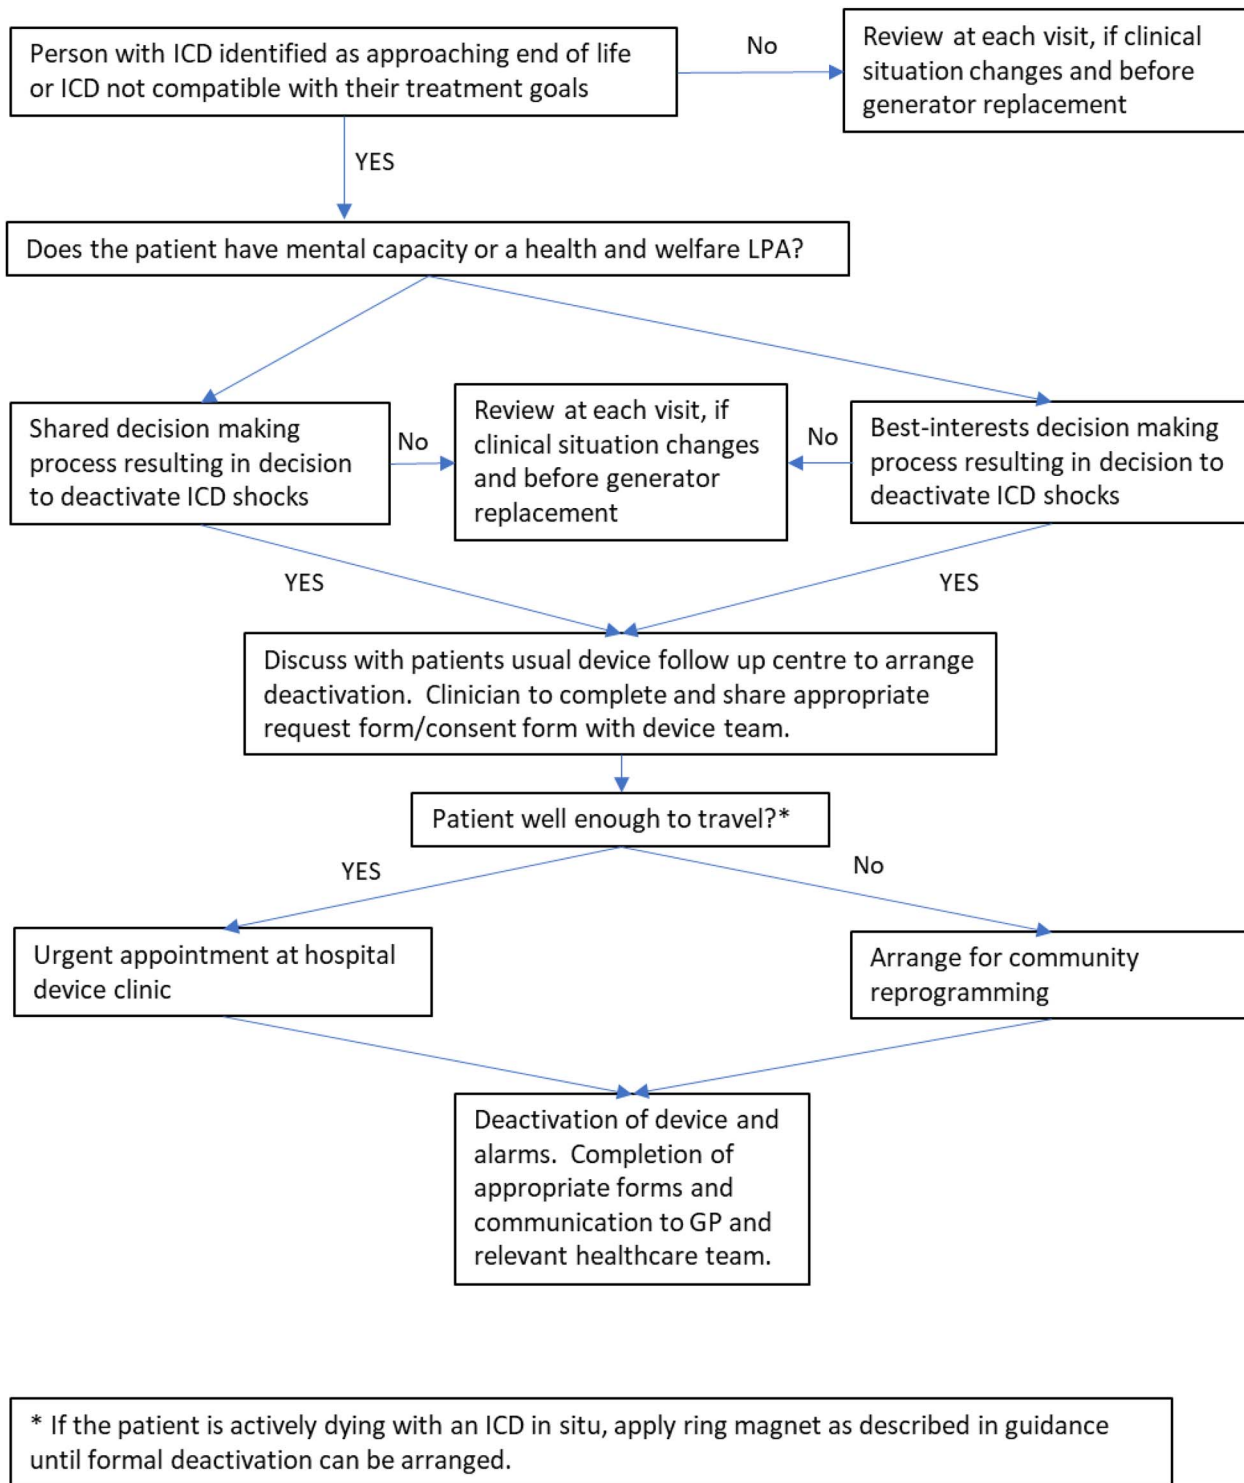 Person with ICD identified as approaching end of life
or ICD not compatible with their treatment goals
No
Review at each visit, if clinical
situation changes and before
generator replacement
YES
Does the patient have mental capacity or a health and welfare LPA?
Shared decision making
process resulting in decision
to deactivate ICD shocks
No
Review at each visit, if
clinical situation changes
and before generator
replacement
No
Best-interests decision making
process resulting in decision to
deactivate ICD shocks
YES
YES
Discuss with patients usual device follow up centre to arrange
deactivation.  Clinician to complete and share appropriate
request form/consent form with device team.
Patient well enough to travel?*
YES
No
Urgent appointment at hospital
device clinic
Arrange for community
reprogramming
Deactivation of device and
alarms.  Completion of
appropriate forms and
communication to GP and
relevant healthcare team.
* If the patient is actively dying with an ICD in situ, apply ring magnet as described in guidance
until formal deactivation can be arranged.